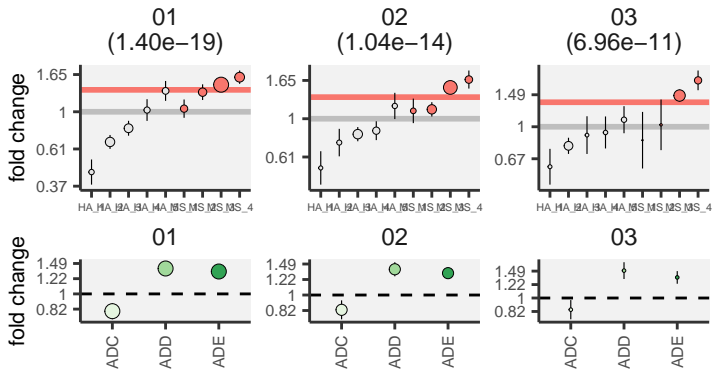 01
(1.40e−19)
02
(1.04e−14)
03
(6.96e−11)
fold change
1.65
1
0.61
0.37
1.65
1
0.61
1.49
1
0.67
01
02
03
fold change
1.49
1.22
1
0.82
1.49
1.22
1
0.82
1.49
1.22
1
0.82
ADC
ADD
ADE
ADC
ADD
ADE
ADC
ADD
ADE